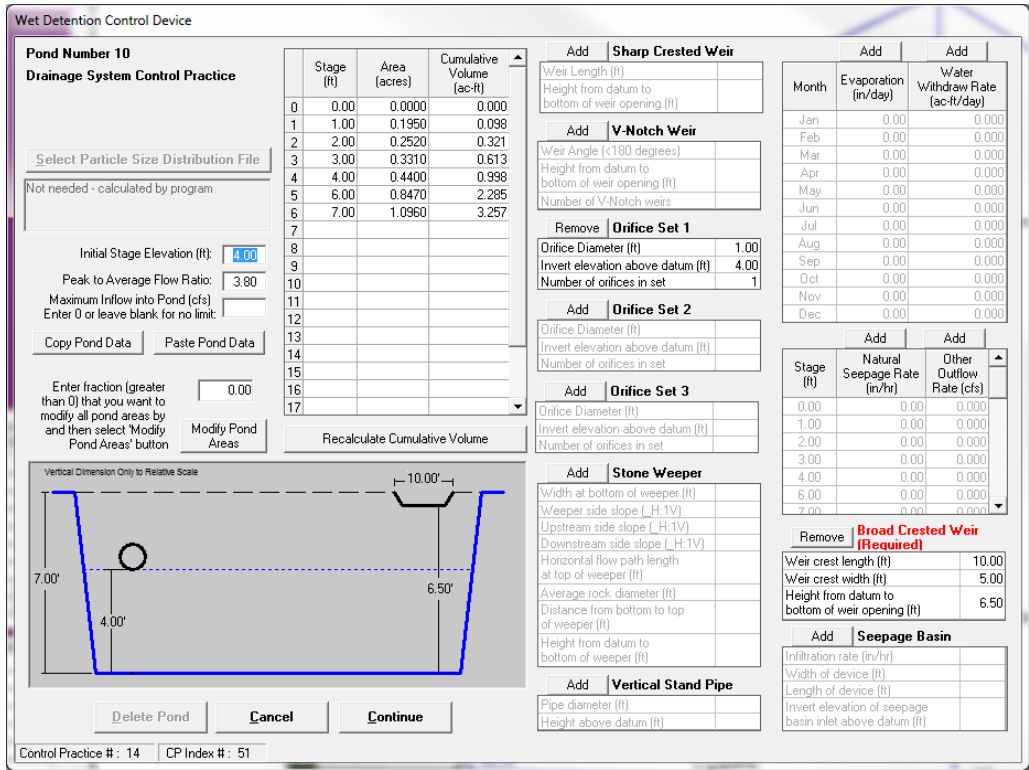 Wet Detention Control Device
Pond Number 10
Drainage System Control Practice
Select Particle Size Distribution File
Not needed - calculated by program
Initial Stage Elevation (ft): 4.00
Peak to Average Flow Ratio: 3.80
Maximum Inflow into Pond (cfs)
Enter 0 or leave blank for no limit:
Copy Pond Data Paste Pond Data
Enter fraction (greater
than 0) that you want to
modify all pond areas by
and then select 'Modify
Pond Areas' button
0.00
Modify Pond
Areas
Stage
(ft)
Area
(acres)
Cumulative
Volume
(ac-ft)
0 0.00 0.0000 0.000
1 1.00 0.1950 0.098
2 2.00 0.2520 0.321
3 3.00 0.3310 0.613
4 4.00 0.4400 0.998
5 6.00 0.8470 2.285
6 7.00 1.0960 3.257
7
8
9
10
11
12
13
14
15
16
17
Recalculate Cumulative Volume
Vertical Dimension Only to Relative Scale
10.00'
7.00'
4.00'
6.50'
Delete Pond Cancel Continue
Control Practice # : 14 CP Index # : 51
Add Sharp Crested Weir
Weir Length (ft)
Height from datum to
bottom of weir opening (ft)
Add V-Notch Weir
Weir Angle (<180 degrees)
Height from datum to
bottom of weir opening (ft)
Number of V-Notch weirs
Remove Orifice Set 1
Orifice Diameter (ft) 1.00
Invert elevation above datum (ft) 4.00
Number of orifices in set 1
Add Orifice Set 2
Orifice Diameter (ft)
Invert elevation above datum (ft)
Number of orifices in set
Add Orifice Set 3
Orifice Diameter (ft)
Invert elevation above datum (ft)
Number of orifices in set
Add Stone Weeper
Width at bottom of weeper (ft)
Weeper side slope (_H:1V)
Upstream side slope (_H:1V)
Downstream side slope (_H:1V)
Horizontal flow path length
at top of weeper (ft)
Average rock diameter (ft)
Distance from bottom to top
of weeper (ft)
Height from datum to
bottom of weeper (ft)
Add Vertical Stand Pipe
Pipe diameter (ft)
Height above datum (ft)
Add Add
Month
Evaporation
(in/day)
Water
Withdraw Rate
(ac-ft/day)
Jan 0.00 0.000
Feb 0.00 0.000
Mar 0.00 0.000
Apr 0.00 0.000
May 0.00 0.000
Jun 0.00 0.000
Jul 0.00 0.000
Aug 0.00 0.000
Sep 0.00 0.000
Oct 0.00 0.000
Nov 0.00 0.000
Dec 0.00 0.000
Add Add
Stage
(ft)
Natural
Seepage Rate
(in/hr)
Other
Outflow
Rate (cfs)
0.00 0.00 0.000
1.00 0.00 0.000
2.00 0.00 0.000
3.00 0.00 0.000
4.00 0.00 0.000
6.00 0.00 0.000
7.00 0.00 0.000
Remove Broad Crested Weir
(Required)
Weir crest length (ft) 10.00
Weir crest width (ft) 5.00
Height from datum to
bottom of weir opening (ft) 6.50
Add Seepage Basin
Infiltration rate (in/hr)
Width of device (ft)
Length of device (ft)
Invert elevation of seepage
basin inlet above datum (ft)